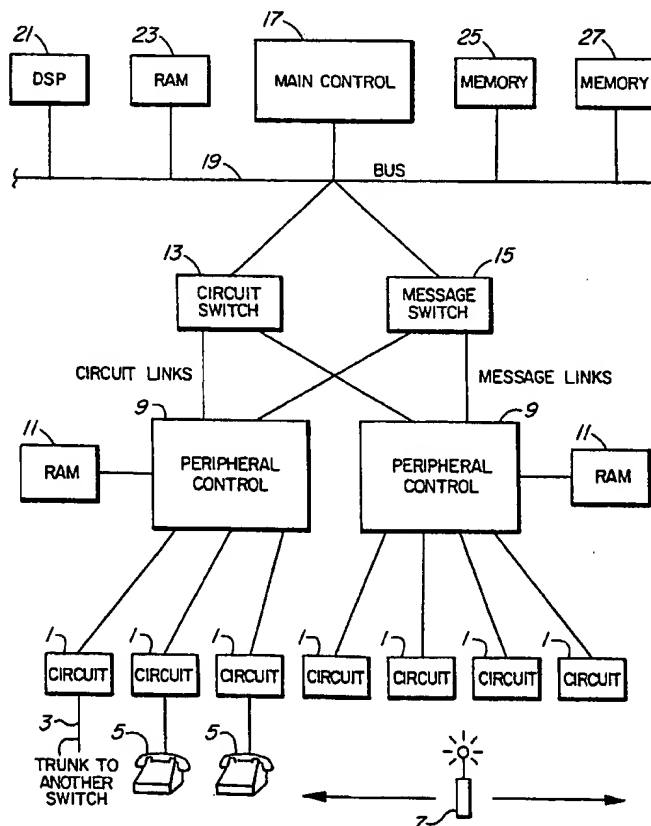 21 23 17 25 27
DSP RAM MAIN CONTROL MEMORY MEMORY
19 BUS
13 15
CIRCUIT SWITCH MESSAGE SWITCH
CIRCUIT LINKS MESSAGE LINKS
9 9
11 11
RAM PERIPHERAL CONTROL PERIPHERAL CONTROL RAM
1 1 1 1 1 1 1
CIRCUIT CIRCUIT CIRCUIT CIRCUIT CIRCUIT CIRCUIT CIRCUIT
3 5 5
TRUNK TO
ANOTHER
SWITCH
7